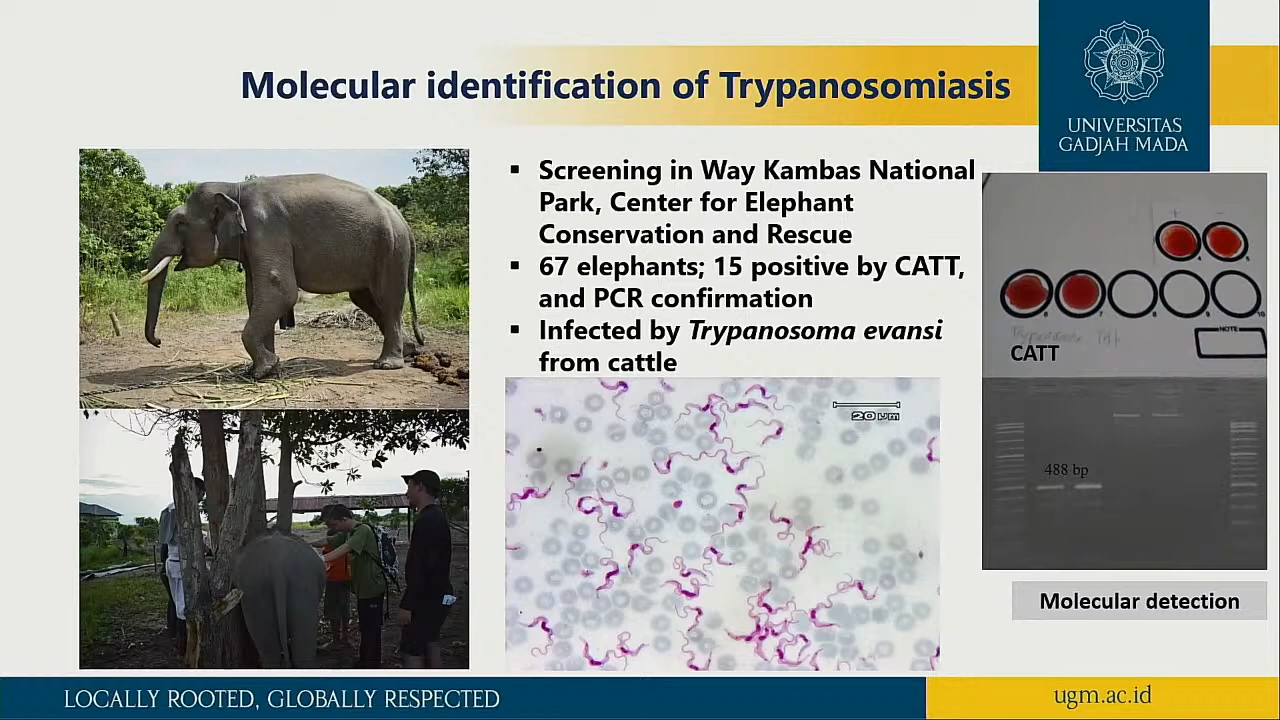 Molecular identification of Trypanosomiasis
UNIVERSITAS
GADJAH MADA
▪ Screening in Way Kambas National
Park, Center for Elephant
Conservation and Rescue
▪ 67 elephants; 15 positive by CATT,
and PCR confirmation
▪ Infected by Trypanosoma evansi
from cattle
20 µm
NOTE
CATT
488 bp
Molecular detection
LOCALLY ROOTED, GLOBALLY RESPECTED
ugm.ac.id